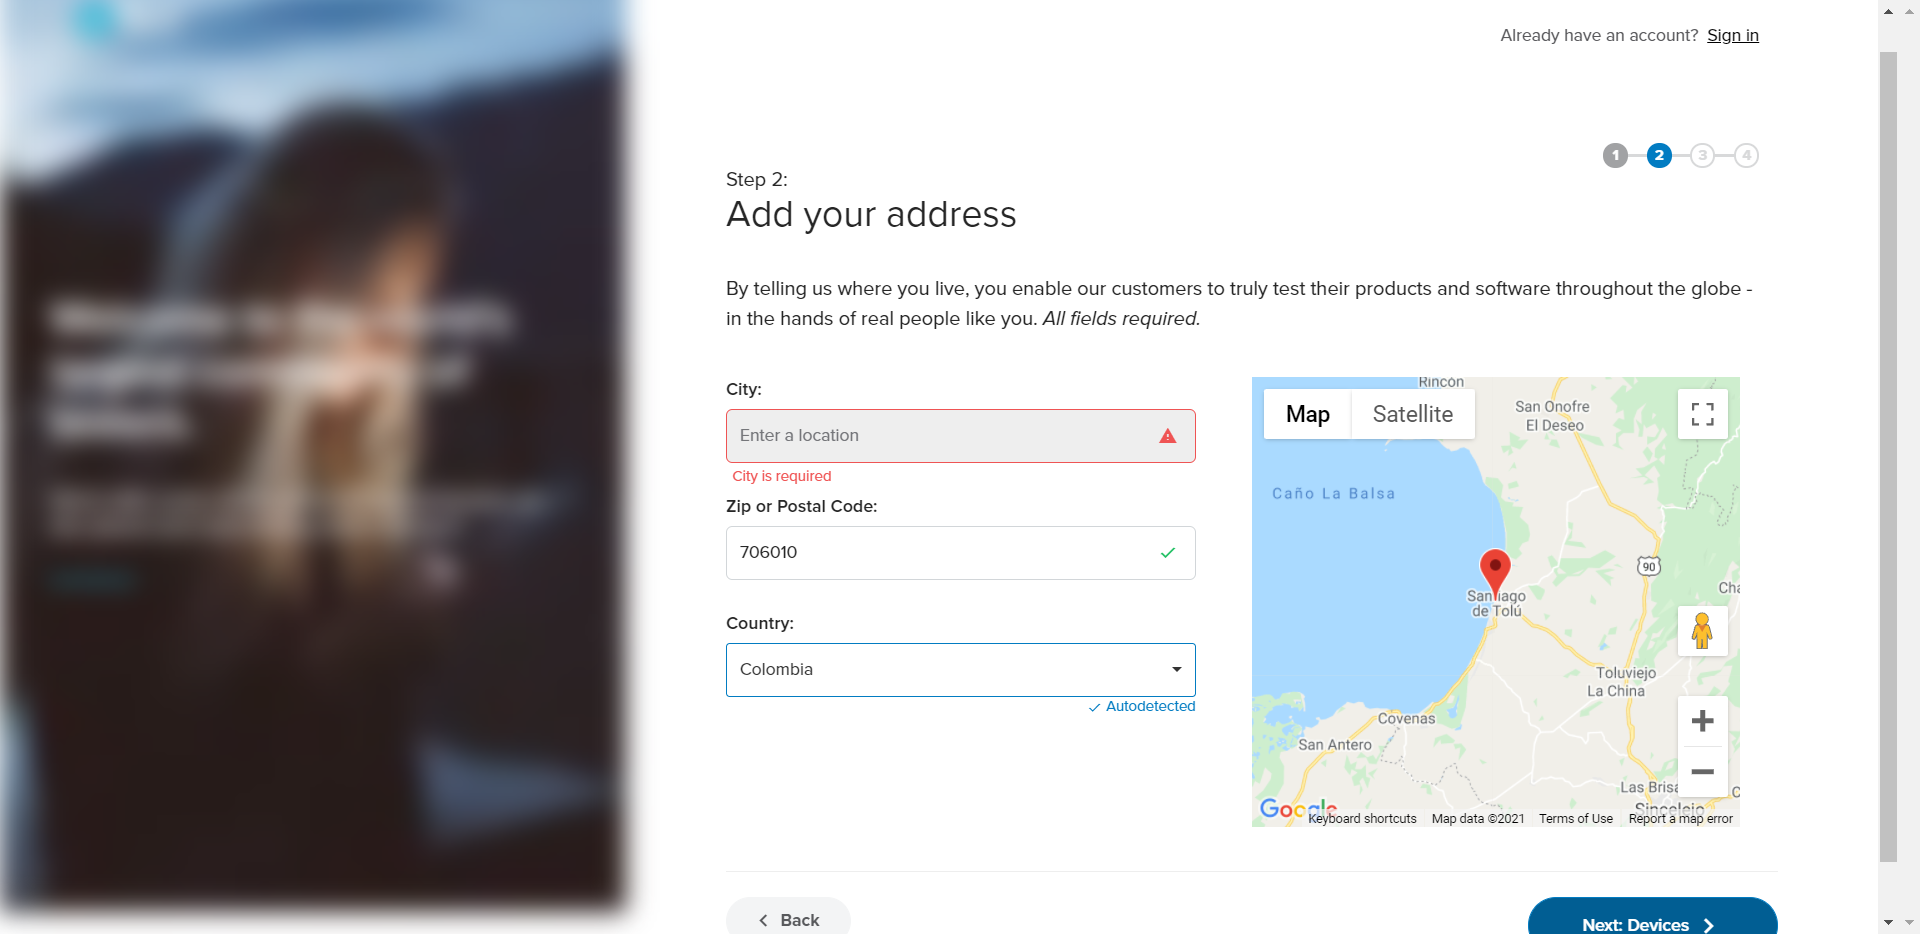 Already have an account? Sign in
1 2 3 4
Step 2:
Add your address
By telling us where you live, you enable our customers to truly test their products and software throughout the globe -
in the hands of real people like you. All fields required.
City:
Enter a location
City is required
Zip or Postal Code:
706010
Country:
Colombia
Autodetected
Rincón
Map Satellite
San Onofre
El Deseo
Caño La Balsa
90
Santiago
de Tolú
Toluviejo
La China
Covenas
San Antero
Sincelejo
Google
Keyboard shortcuts Map data ©2021 Terms of Use Report a map error
Back
Next: Devices